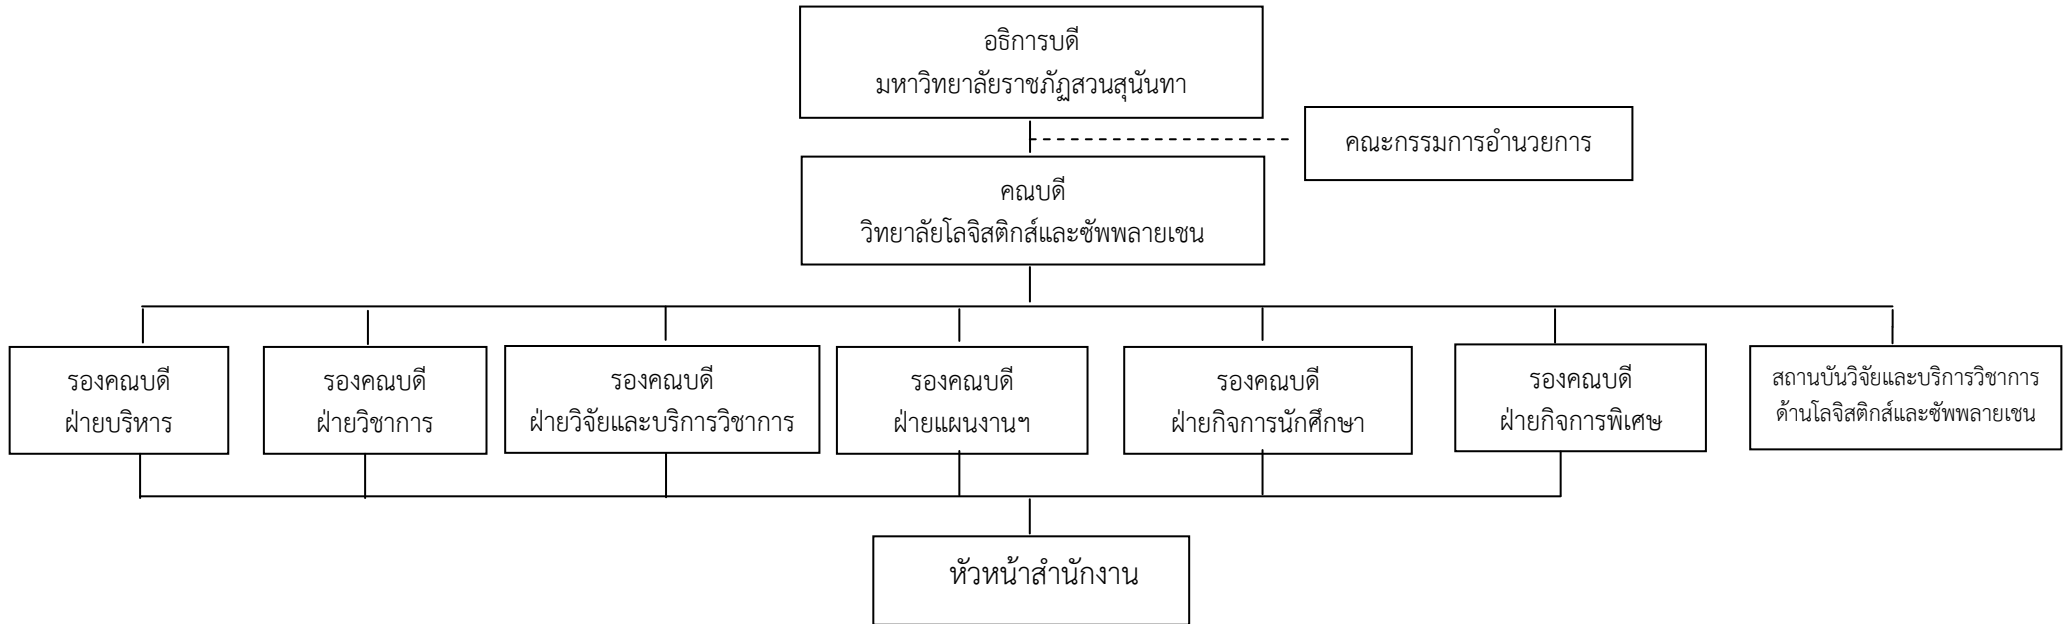 อธิการบดี
มหาวิทยาลัยราชภัฏสวนสุนันทา
คณะกรรมการอำนวยการ
คณบดี
วิทยาลัยโลจิสติกส์และซัพพลายเชน
รองคณบดี
ฝ่ายบริหาร
รองคณบดี
ฝ่ายวิชาการ
รองคณบดี
ฝ่ายวิจัยและบริการวิชาการ
รองคณบดี
ฝ่ายแผนงานฯ
รองคณบดี
ฝ่ายกิจการนักศึกษา
รองคณบดี
ฝ่ายกิจการพิเศษ
สถานบันวิจัยและบริการวิชาการ
ด้านโลจิสติกส์และซัพพลายเชน
หัวหน้าสำนักงาน